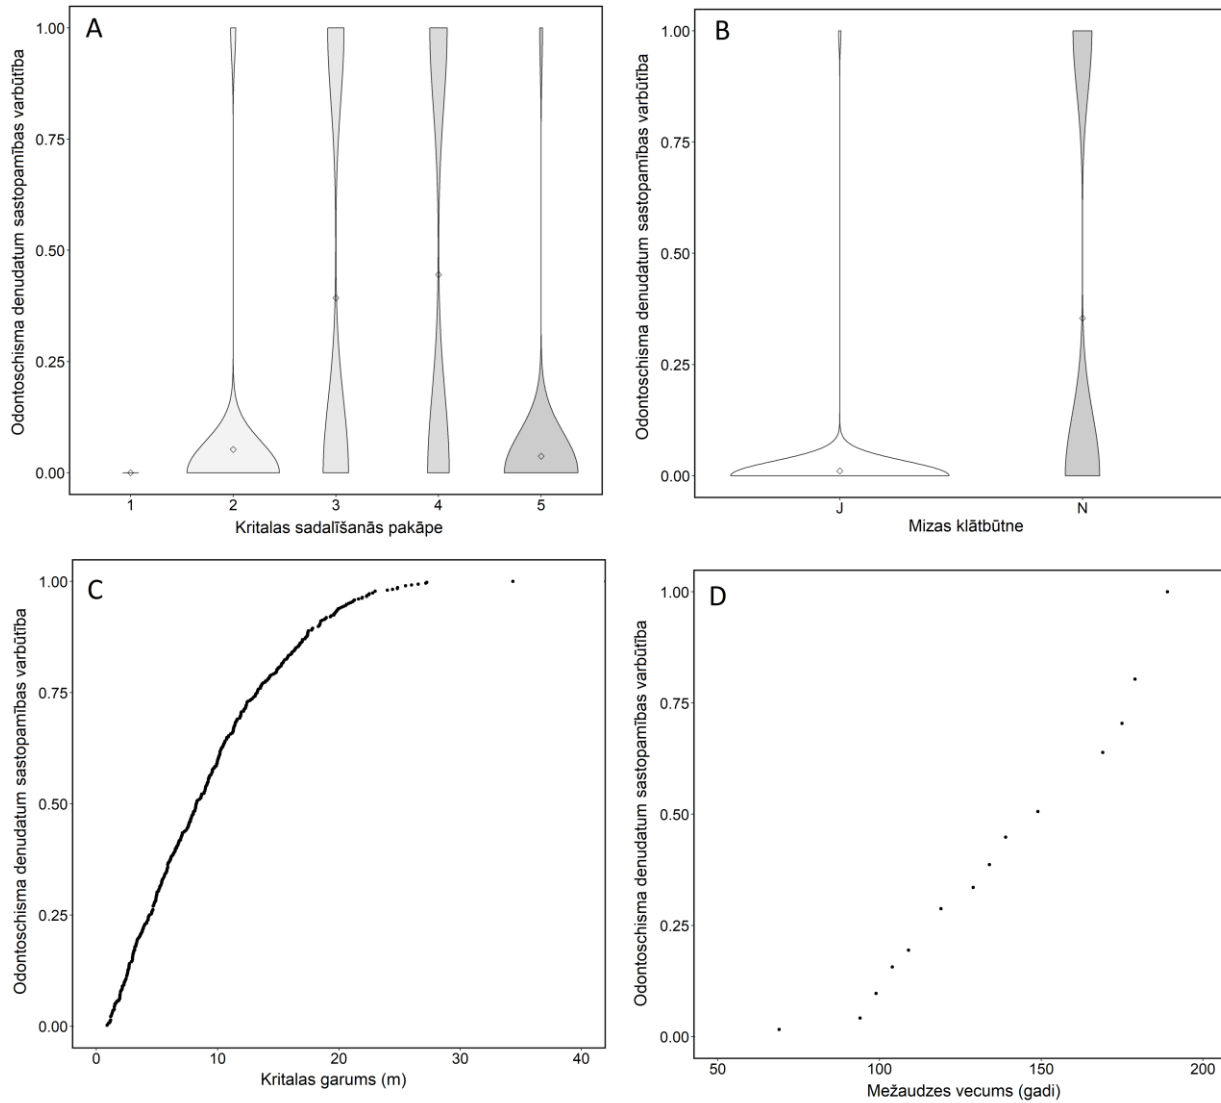 A
Odontoschisma denudatum sastopamības varbūtība
1.00
0.75
0.50
0.25
0.00
1 2 3 4 5
Kritalas sadalīšanās pakāpe
B
Odontoschisma denudatum sastopamības varbūtība
1.00
0.75
0.50
0.25
0.00
J N
Mizas klātbūtne
C
Odontoschisma denudatum sastopamības varbūtība
1.00
0.75
0.50
0.25
0.00
0 10 20 30 40
Kritalas garums (m)
D
Odontoschisma denudatum sastopamības varbūtība
1.00
0.75
0.50
0.25
0.00
50 100 150 200
Mežaudzes vecums (gadi)